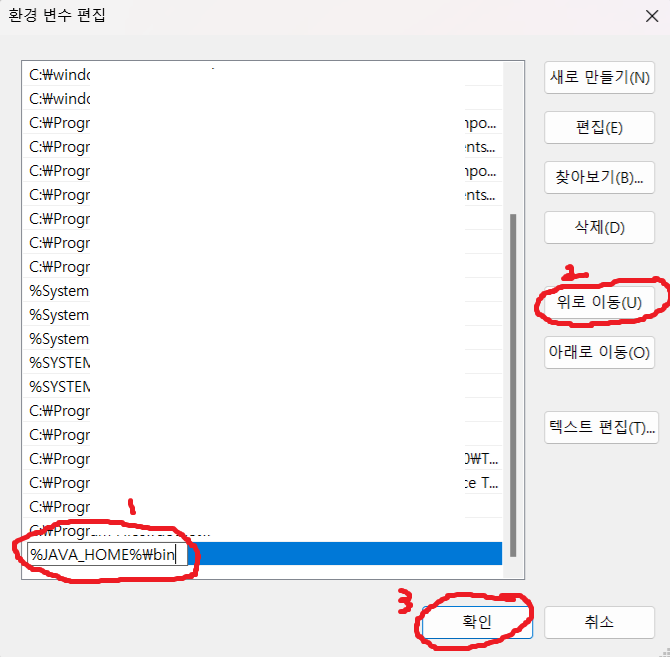 환경 변수 편집
C:₩windo
C:₩windo
C:₩Progr
mpo...
C:₩Progr
ents...
C:₩Progr
mpo...
C:₩Progr
ents...
C:₩Progr
C:₩Progr
C:₩Progr
%System
%System
%System
%SYSTEM
%SYSTEM
C:₩Progr
C:₩Progr
C:₩Progr
0₩T...
C:₩Progr
ce T...
C:₩Progr
%JAVA_HOME%₩bin
새로 만들기(N)
편집(E)
찾아보기(B)...
삭제(D)
2
위로 이동(U)
아래로 이동(O)
텍스트 편집(T)...
1
3
확인
취소